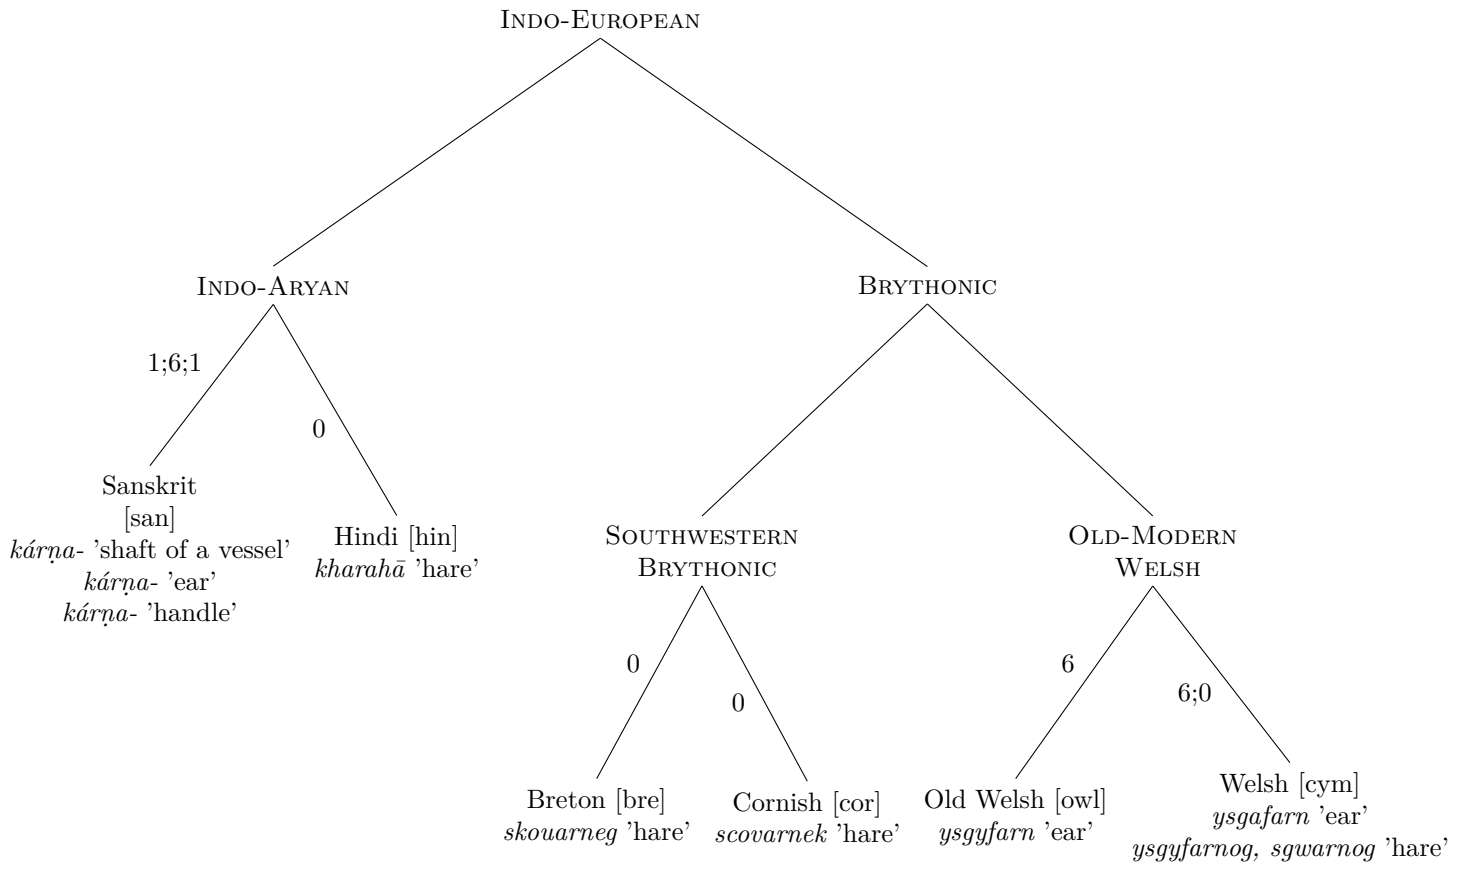 Indo-European
Indo-Aryan
Brythonic
1;6;1
0
Sanskrit
[san]
kárṇa- ’shaft of a vessel’
kárṇa- ’ear’
kárṇa- ’handle’
Hindi [hin]
kharahā ’hare’
Southwestern
Brythonic
Old-Modern
Welsh
0
0
6
6;0
Breton [bre]
skouarneg ’hare’
Cornish [cor]
scovarnek ’hare’
Old Welsh [owl]
ysgyfarn ’ear’
Welsh [cym]
ysgafarn ’ear’
ysgyfarnog, sgwarnog ’hare’